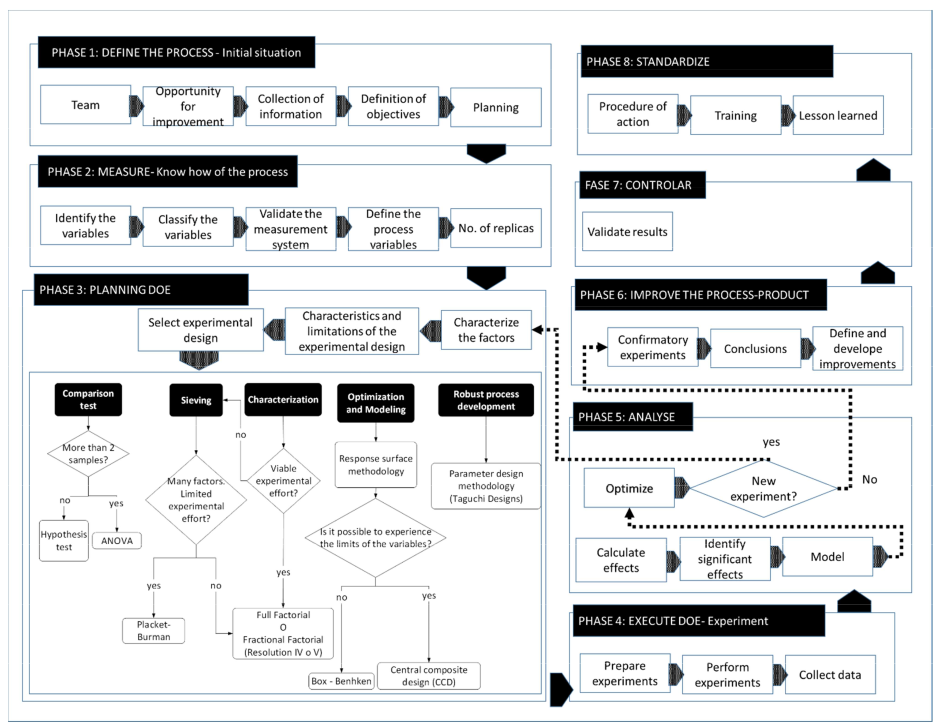 PHASE 1: DEFINE THE PROCESS - Initial situation
Team
Opportunity
for
improvement
Collection of
information
Definition of
objectives
Planning
PHASE 2: MEASURE- Know how of the process
Identify the
variables
Classify the
variables
Validate the
measurement
system
Define the
process
variables
No. of replicas
PHASE 3: PLANNING DOE
Select experimental
design
Characteristics and
limitations of the
experimental design
Characterize
the factors
Comparison
test
Sieving
Characterization
Optimization
and Modeling
Robust process
development
no
More than 2
samples?
no
yes
Hypothesis
test
ANOVA
Many factors.
Limited
experimental
effort?
yes
no
Placket-
Burman
Viable
experimental
effort?
yes
Full Factorial
O
Fractional Factorial
(Resolution IV o V)
Response surface
methodology
Is it possible to experience
the limits of the variables?
no
yes
Box - Benhken
Central composite
design (CCD)
Parameter design
methodology
(Taguchi Designs)
PHASE 4: EXECUTE DOE- Experiment
Prepare
experiments
Perform
experiments
Collect data
PHASE 5: ANALYSE
yes
Optimize
New
experiment?
No
Calculate
effects
Identify
significant
effects
Model
PHASE 6: IMPROVE THE PROCESS-PRODUCT
Confirmatory
experiments
Conclusions
Define and
develope
improvements
FASE 7: CONTROLAR
Validate results
PHASE 8: STANDARDIZE
Procedure of
action
Training
Lesson learned